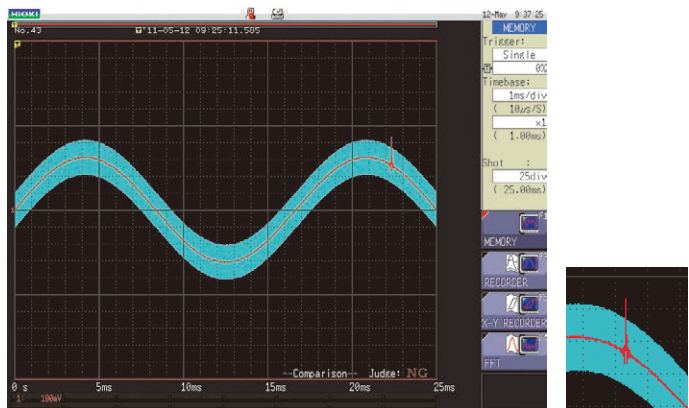 HIOKI
12-May 9:37:25
No.43
'11-05-12 09:25:11.505
MEMORY
Trigger:
Single
0%
Timebase:
1ms/div
( 10µs/S)
x1
( 1.00ms)
Shot :
25div
( 25.00ms)
MEMORY
RECORDER
X-Y RECORDER
FFT
--Comparison-- Judge: NG
0 s 5ms 10ms 15ms 20ms 25ms
1: 100mV